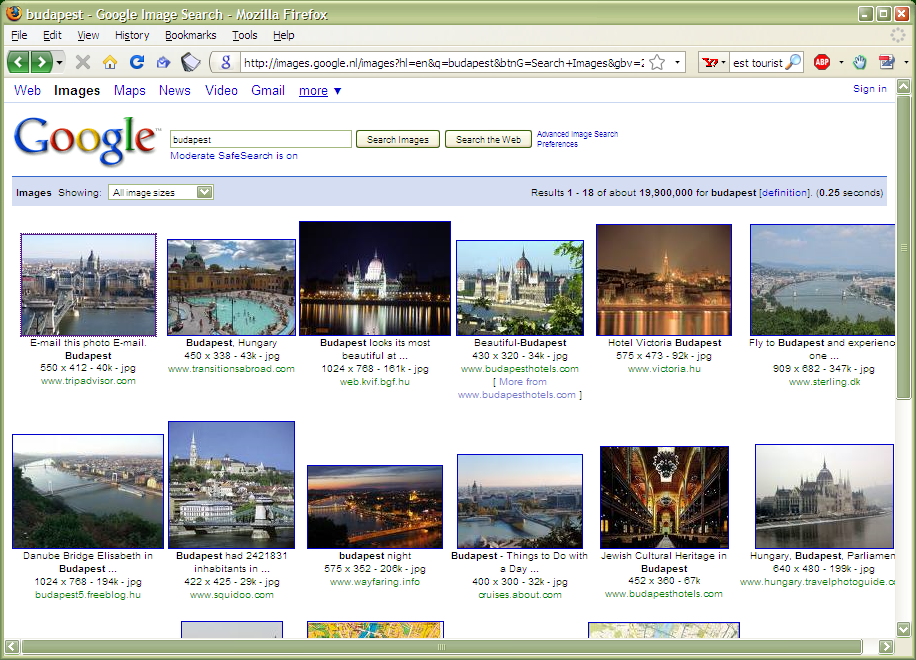 budapest - Google Image Search - Mozilla Firefox
File Edit View History Bookmarks Tools Help
http://images.google.nl/images?hl=en&q=budapest&btnG=Search+Images&gbv=2 est tourist ABP
Web Images Maps News Video Gmail more ▼ Sign in
Google™
budapest Search Images Search the Web Advanced Image Search
Preferences
Moderate SafeSearch is on
Images Showing: All image sizes Results 1 - 18 of about 19,900,000 for budapest [definition]. (0.25 seconds)
E-mail this photo E-mail.
Budapest
550 x 412 - 40k - jpg
www.tripadvisor.com
Budapest, Hungary
450 x 338 - 43k - jpg
www.transitionsabroad.com
Budapest looks its most
beautiful at ...
1024 x 768 - 161k - jpg
web.kvif.bgf.hu
Beautiful-Budapest
430 x 320 - 34k - jpg
www.budapesthotels.com
[ More from
www.budapesthotels.com ]
Hotel Victoria Budapest
575 x 473 - 92k - jpg
www.victoria.hu
Fly to Budapest and experienc
one ...
909 x 682 - 347k - jpg
www.sterling.dk
Danube Bridge Elisabeth in
Budapest ...
1024 x 768 - 194k - jpg
budapest5.freeblog.hu
Budapest had 2421831
inhabitants in ...
422 x 425 - 29k - jpg
www.squidoo.com
budapest night
575 x 352 - 206k - jpg
www.wayfaring.info
Budapest - Things to Do with
a Day ...
400 x 300 - 32k - jpg
cruises.about.com
Jewish Cultural Heritage in
Budapest
452 x 360 - 67k
www.budapesthotels.com
Hungary, Budapest, Parliamen
640 x 480 - 199k - jpg
www.hungary.travelphotoguide.c